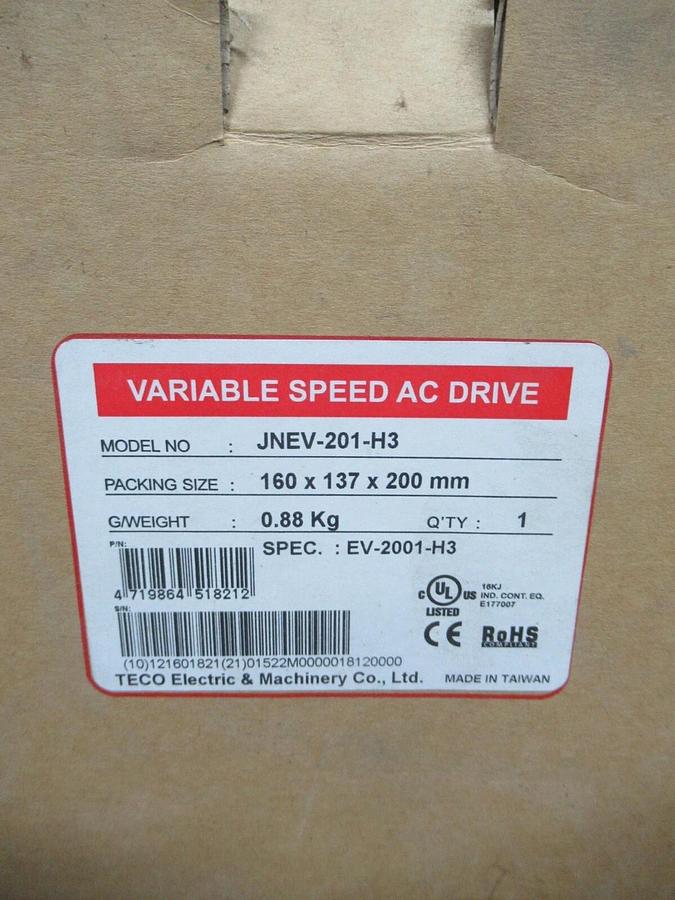 VARIABLE SPEED AC DRIVE
MODEL NO : JNEV-201-H3
PACKING SIZE : 160 x 137 x 200 mm
G/WEIGHT : 0.88 Kg Q'TY : 1
P/N: SPEC. : EV-2001-H3
4 719864 518212
C UL US LISTED 16KJ IND. CONT. EQ. E177007
S/N:
CE RoHS COMPLIANT
(10)121601821(21)01522M0000018120000
TECO Electric & Machinery Co., Ltd. MADE IN TAIWAN